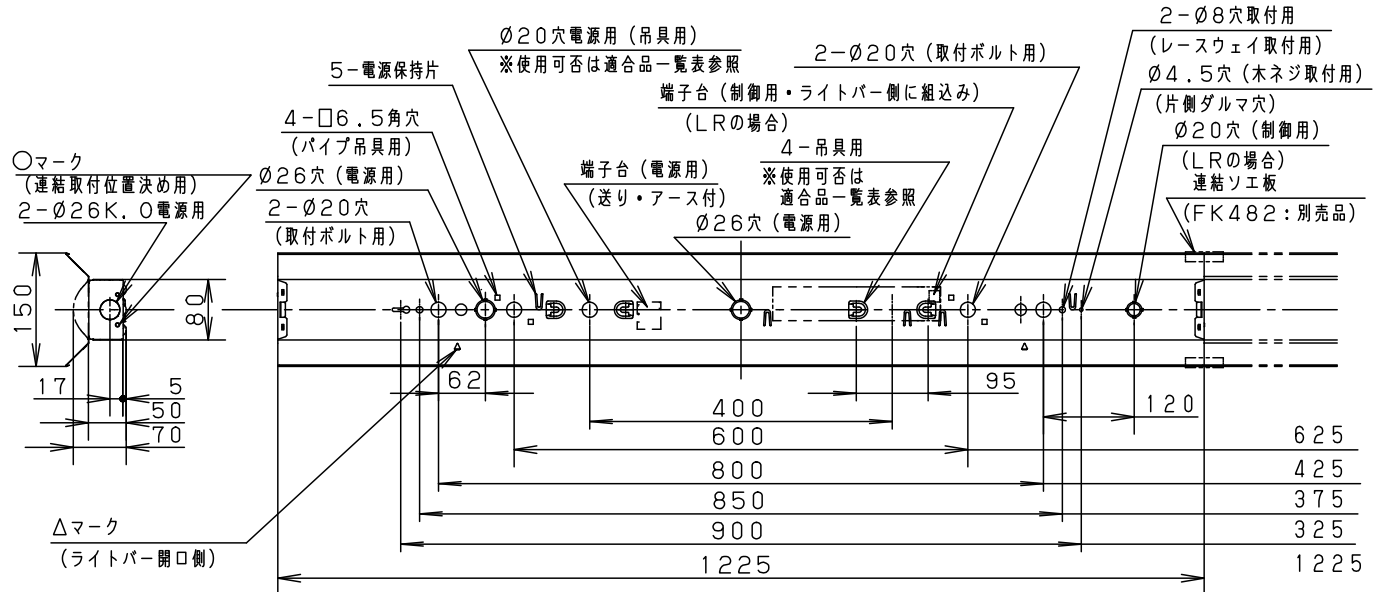 Ø20穴電源用（吊具用）
※使用可否は適合品一覧表参照
5-電源保持片
4-□6.5角穴
(パイプ吊具用)
○マーク
(連結取付位置決め用)
2-Ø26K.O電源用
Ø26穴（電源用）
2-Ø20穴
(取付ボルト用)
端子台（電源用）
(送り・アース付)
2-Ø20穴（取付ボルト用）
端子台（制御用・ライトバー側に組込み）
(LRの場合)
4-吊具用
※使用可否は
適合品一覧表参照
Ø26穴（電源用）
2-Ø8穴取付用
(レースウェイ取付用)
Ø4.5穴（木ネジ取付用）
(片側ダルマ穴)
Ø20穴（制御用）
(LRの場合)
連結ソエ板
(FK482：別売品)
150
80
17
5
50
70
62
95
400
120
600
625
800
425
850
375
900
325
1225
1225
△マーク
(ライトバー開口側)